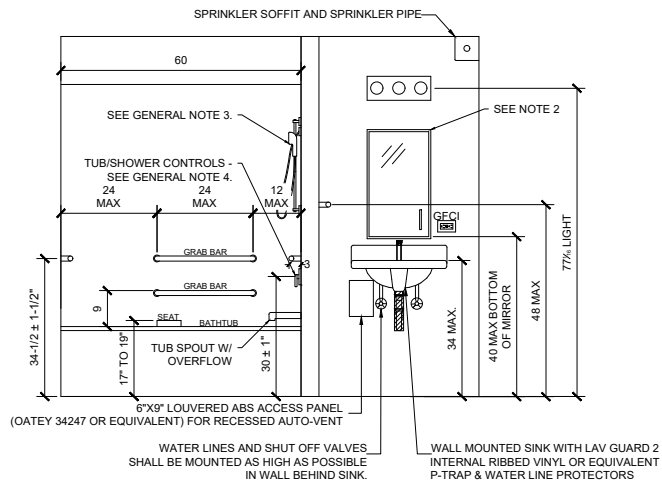 SPRINKLER SOFFIT AND SPRINKLER PIPE
60
SEE GENERAL NOTE 3.
SEE NOTE 2
TUB/SHOWER CONTROLS -
SEE GENERAL NOTE 4.
24
MAX
24
MAX
12
MAX
GFCI
GRAB BAR
3
GRAB BAR
9
SEAT
BATHTUB
34-1/2 ± 1-1/2"
17" TO 19"
TUB SPOUT W/
OVERFLOW
30 ± 1"
34 MAX.
40 MAX BOTTOM
OF MIRROR
48 MAX
77⅞ LIGHT
6"X9" LOUVERED ABS ACCESS PANEL
(OATEY 34247 OR EQUIVALENT) FOR RECESSED AUTO-VENT
WATER LINES AND SHUT OFF VALVES
SHALL BE MOUNTED AS HIGH AS POSSIBLE
IN WALL BEHIND SINK.
WALL MOUNTED SINK WITH LAV GUARD 2
INTERNAL RIBBED VINYL OR EQUIVALENT
P-TRAP & WATER LINE PROTECTORS